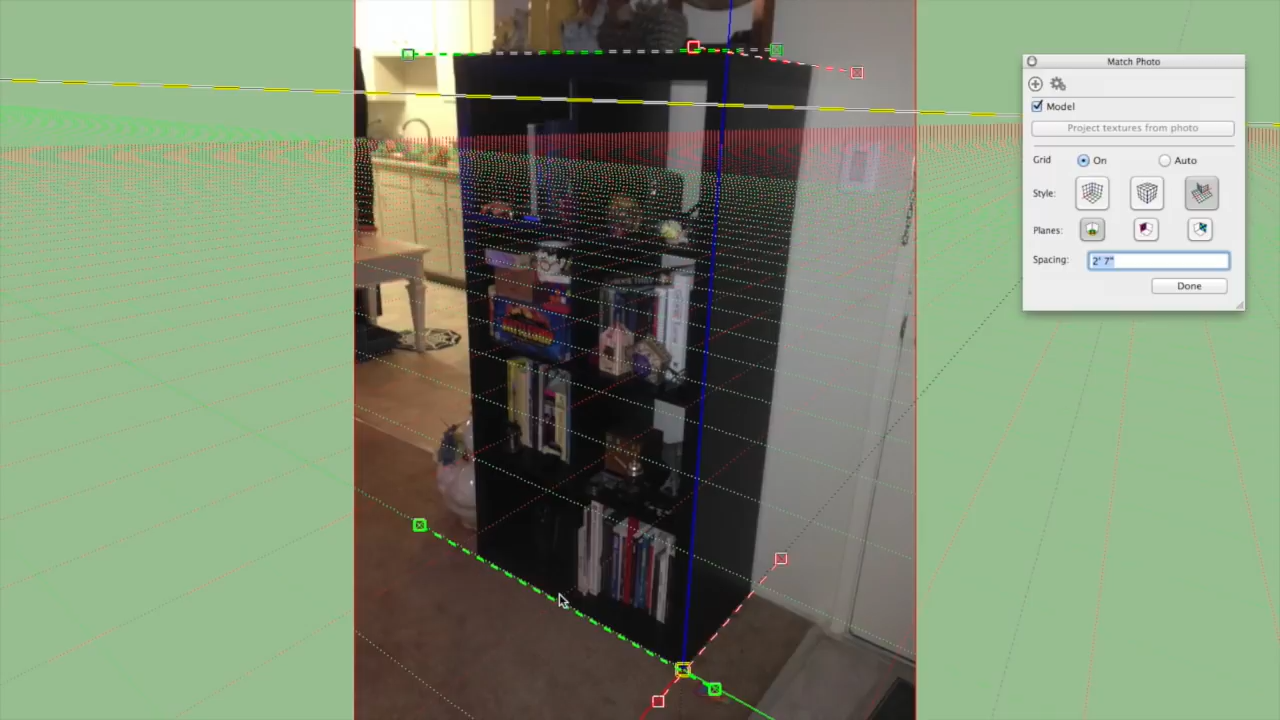 Match Photo
Model
Project textures from photo
Grid On Auto
Style:
Planes:
Spacing: 2' 7"
Done